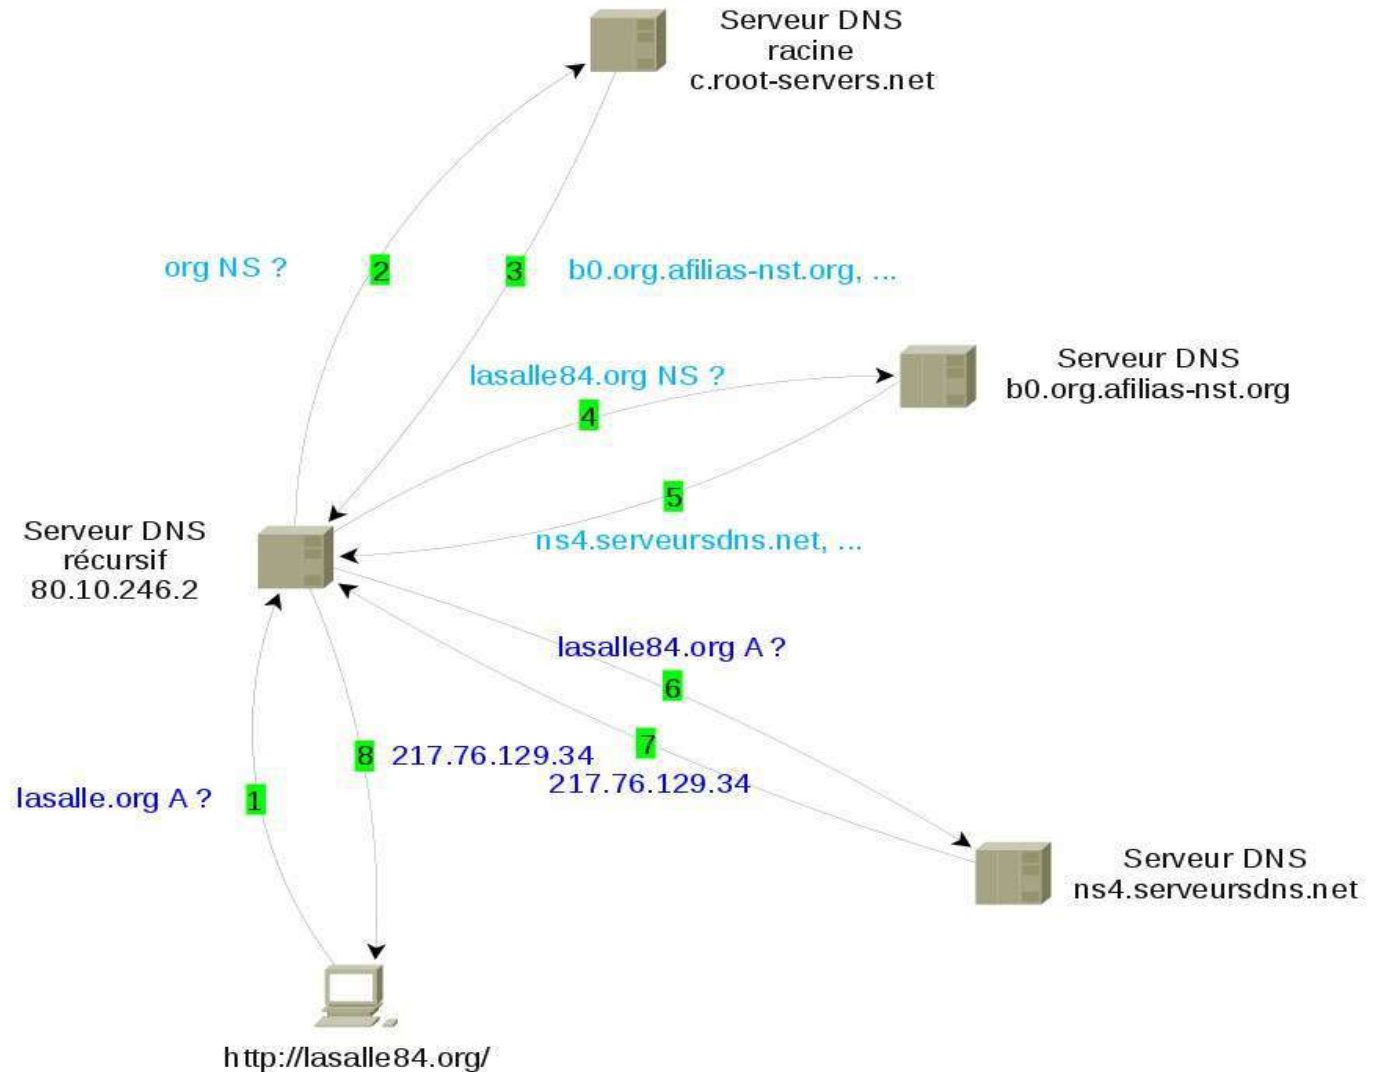 Serveur DNS
racine
c.root-servers.net
org NS ?
2
3
b0.org.afilias-nst.org, ...
Serveur DNS
b0.org.afilias-nst.org
lasalle84.org NS ?
4
5
ns4.serveursdns.net, ...
Serveur DNS
récursif
80.10.246.2
lasalle84.org A ?
6
7
217.76.129.34
8
217.76.129.34
lasalle.org A ?
1
Serveur DNS
ns4.serveursdns.net
http://lasalle84.org/